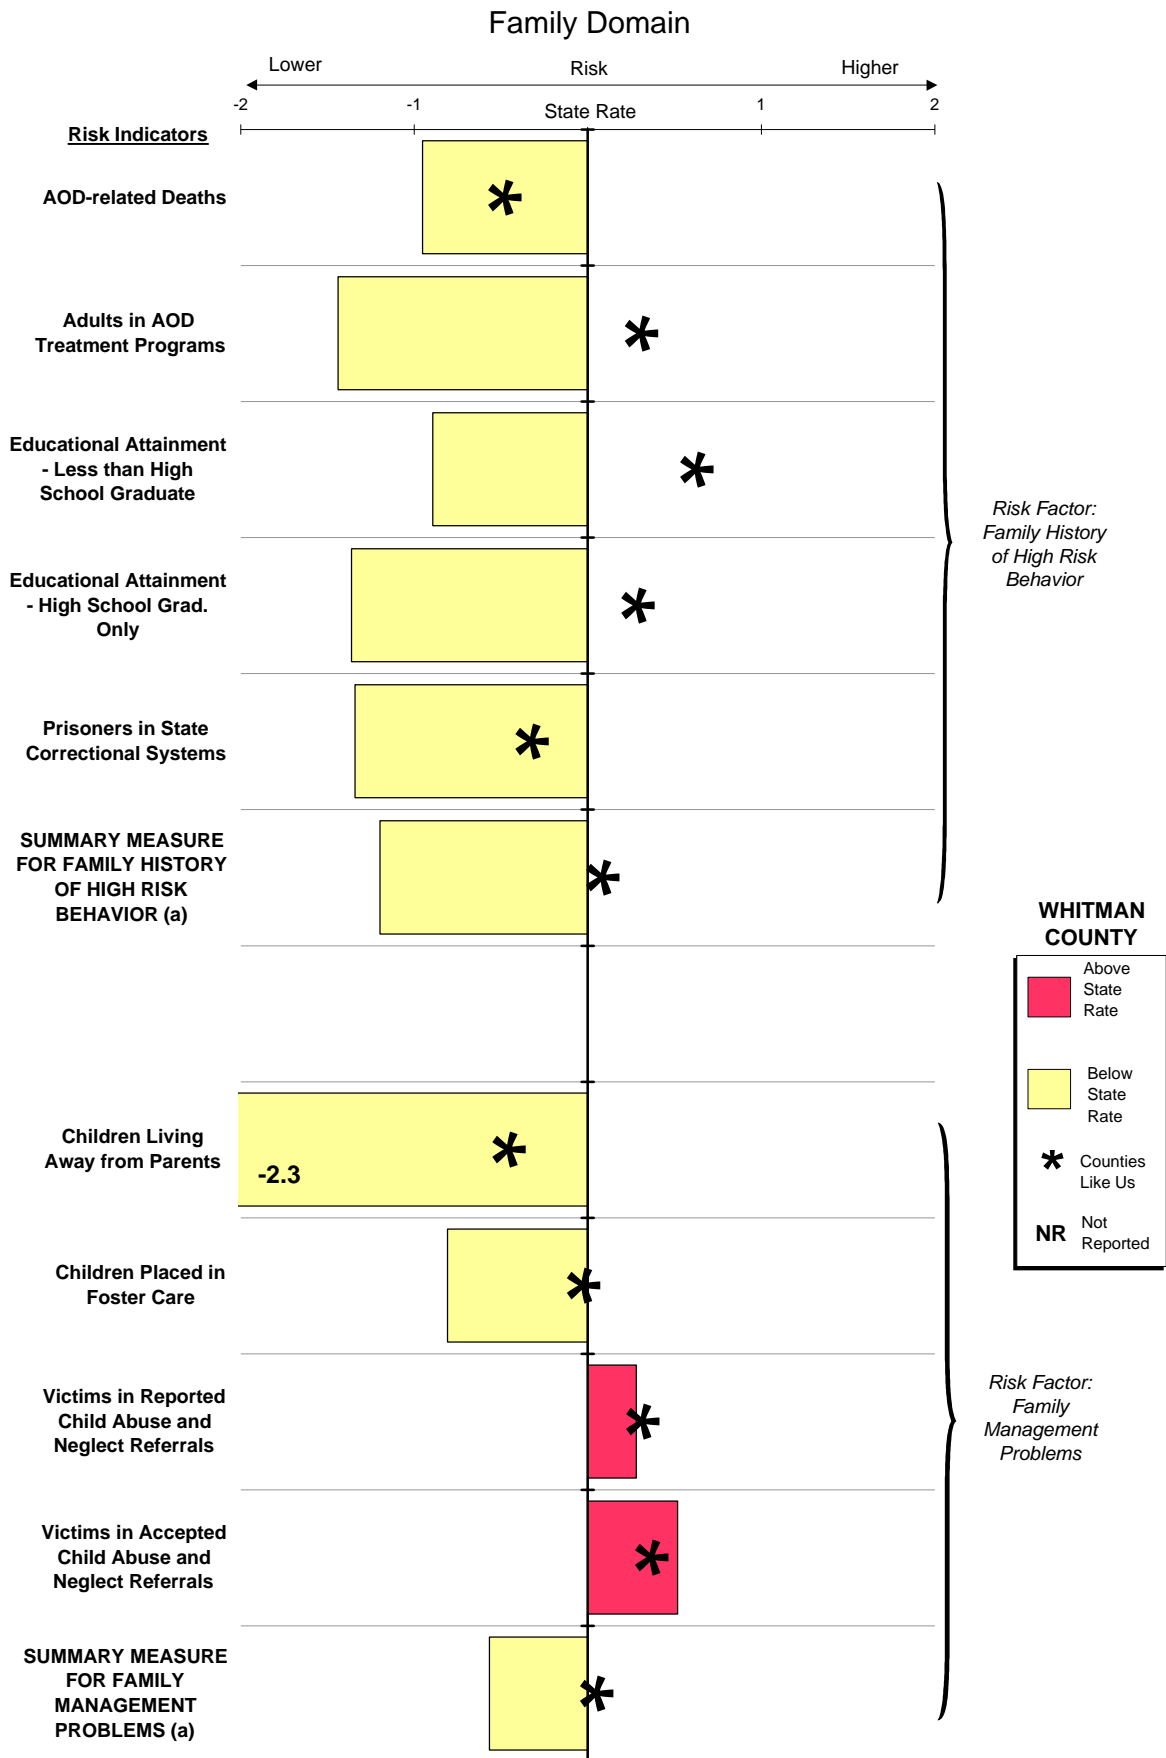 Family Domain
Lower
Risk
Higher
-2
-1
State Rate
1
2
Risk Indicators
AOD-related Deaths
Adults in AOD
Treatment Programs
Educational Attainment
- Less than High
School Graduate
Risk Factor:
Family History
of High Risk
Behavior
Educational Attainment
- High School Grad.
Only
Prisoners in State
Correctional Systems
SUMMARY MEASURE
FOR FAMILY HISTORY
OF HIGH RISK
BEHAVIOR (a)
WHITMAN
COUNTY
Above
State
Rate
Below
State
Rate
* Counties
Like Us
NR Not
Reported
Children Living
Away from Parents
-2.3
Children Placed in
Foster Care
Victims in Reported
Child Abuse and
Neglect Referrals
Risk Factor:
Family
Management
Problems
Victims in Accepted
Child Abuse and
Neglect Referrals
SUMMARY MEASURE
FOR FAMILY
MANAGEMENT
PROBLEMS (a)